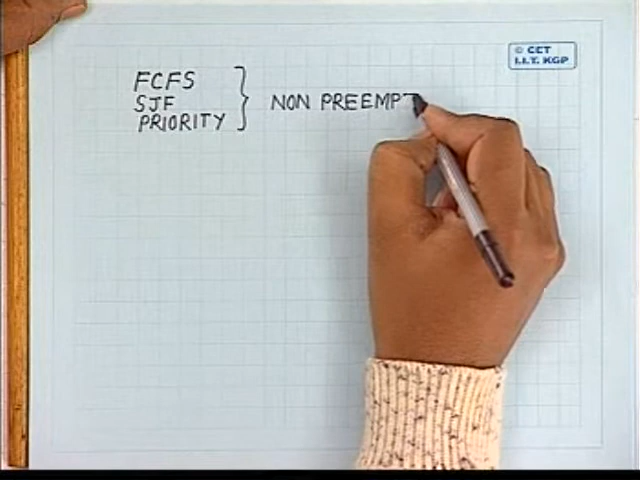 © CET
I.I.T. KGP
FCFS
SJF
PRIORITY
NON PREEMPT